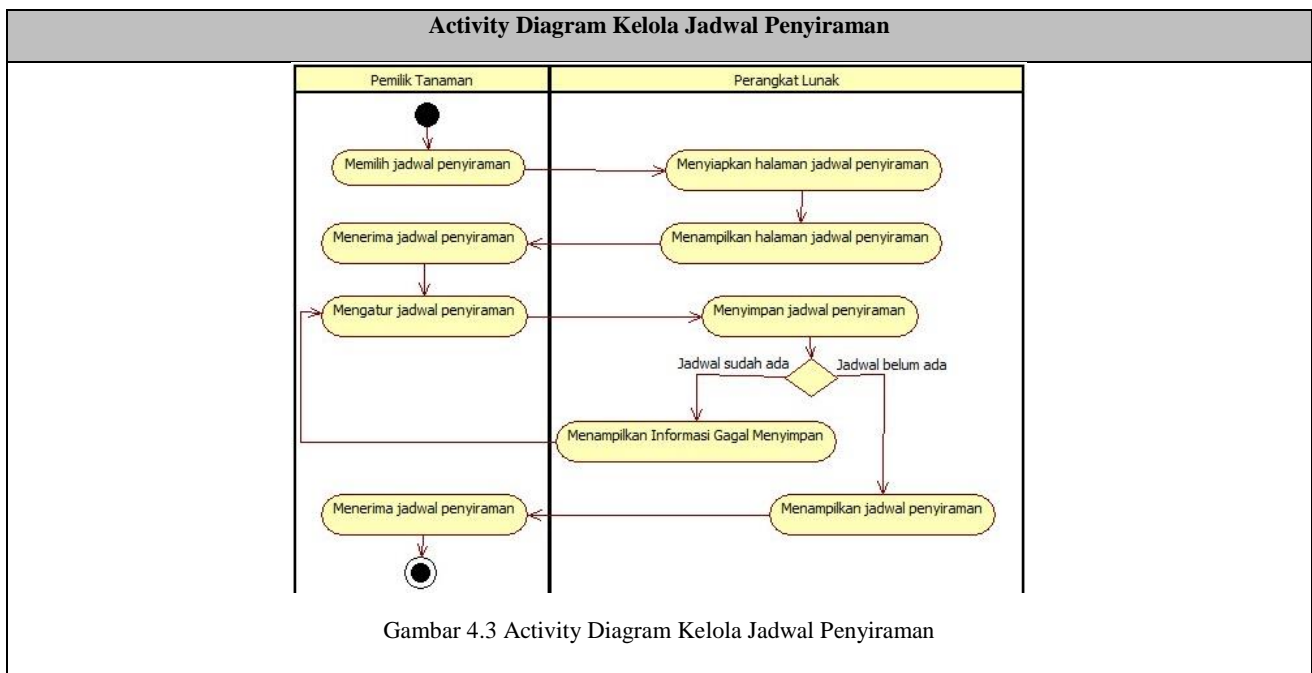 Activity Diagram Kelola Jadwal Penyiraman
Pemilik Tanaman
Perangkat Lunak
Memilih jadwal penyiraman
Menyiapkan halaman jadwal penyiraman
Menerima jadwal penyiraman
Menampilkan halaman jadwal penyiraman
Mengatur jadwal penyiraman
Menyimpan jadwal penyiraman
Jadwal sudah ada
Jadwal belum ada
Menampilkan Informasi Gagal Menyimpan
Menerima jadwal penyiraman
Menampilkan jadwal penyiraman
Gambar 4.3 Activity Diagram Kelola Jadwal Penyiraman